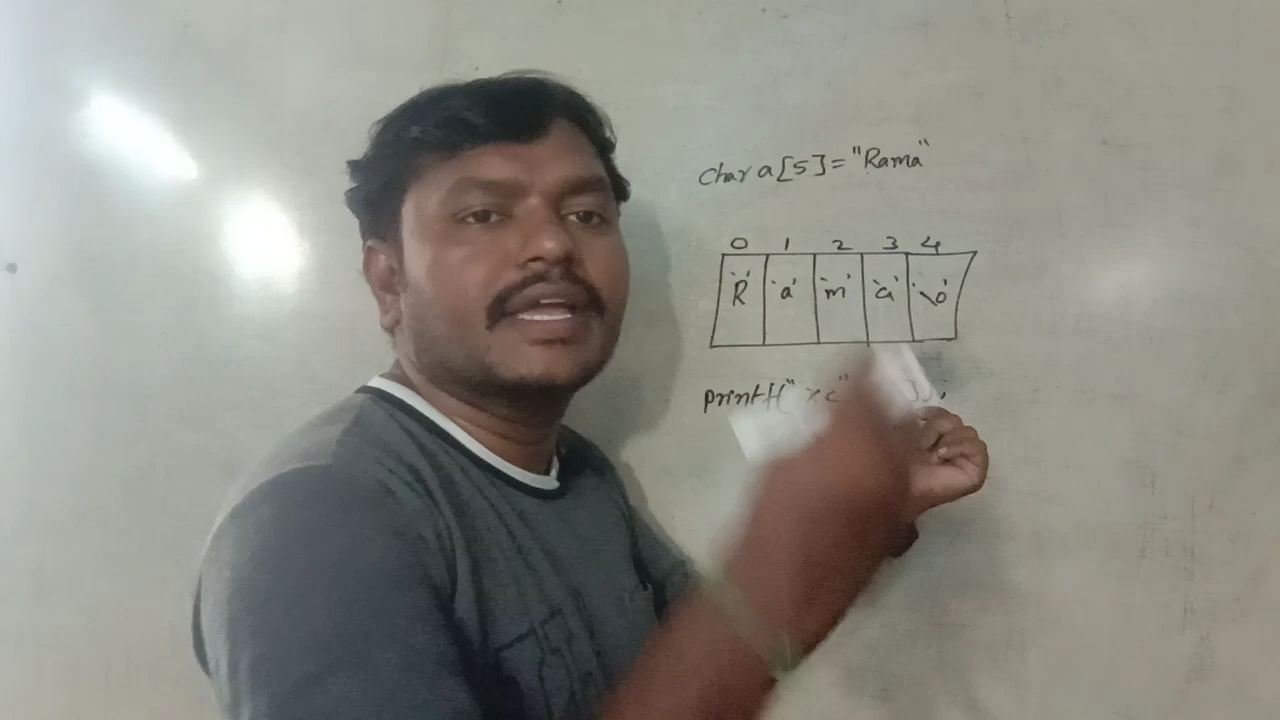 char a[5]="Rama"
0 1 2 3 4
'R' 'a' 'm' 'a' '\0'
printf("%c"